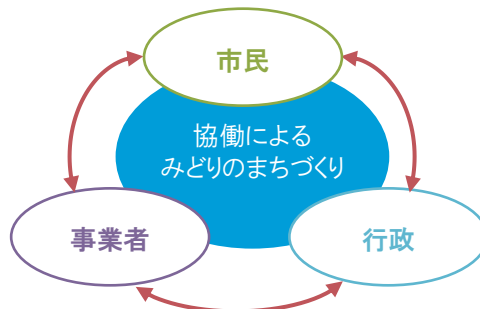 市民
協働による
みどりのまちづくり
事業者
行政